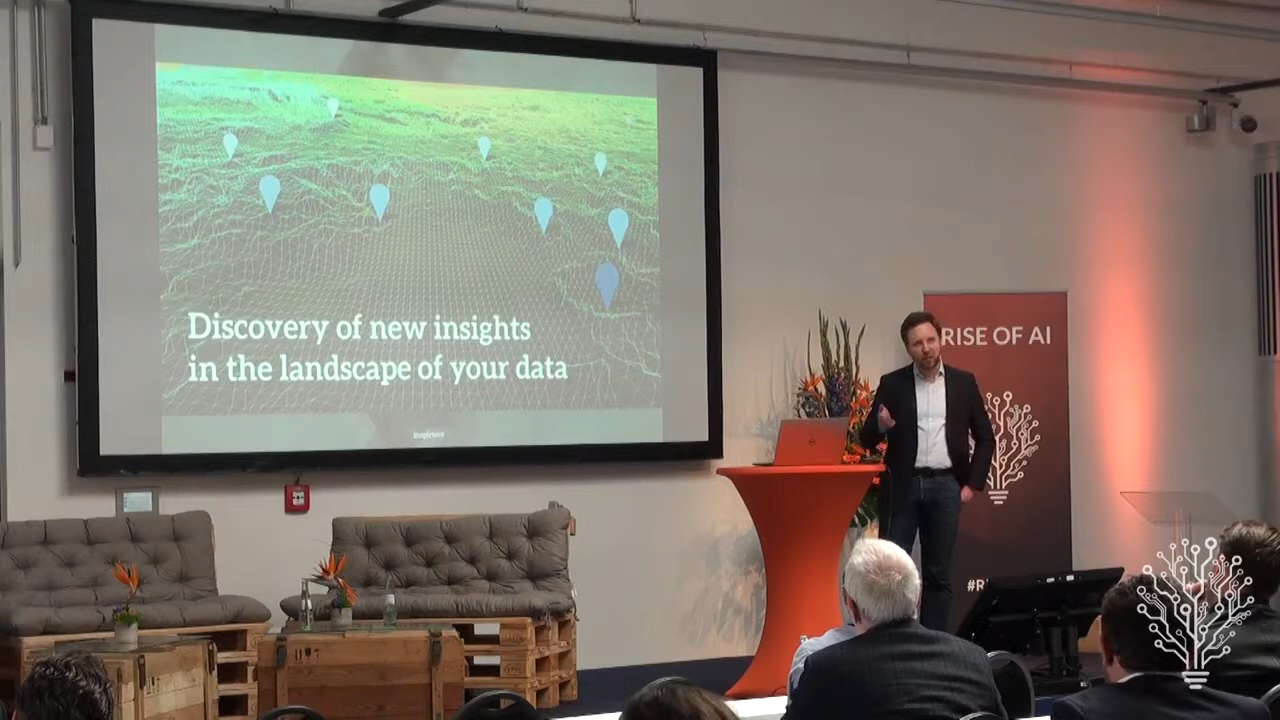 Discovery of new insights
in the landscape of your data
RISE OF AI